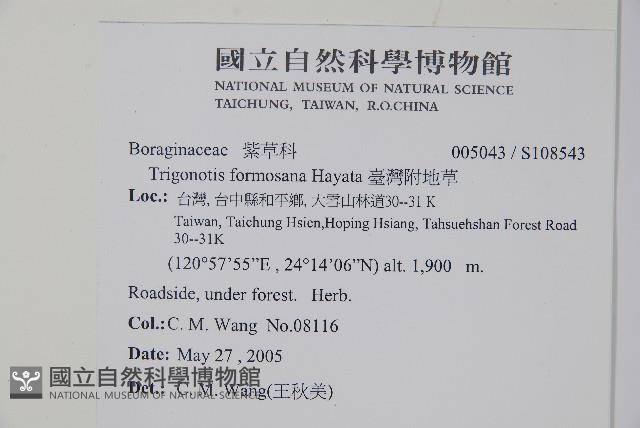 國立自然科學博物館
NATIONAL MUSEUM OF NATURAL SCIENCE
TAICHUNG, TAIWAN, R.O.CHINA
Boraginaceae 紫草科 005043 / S108543
Trigonotis formosana Hayata 臺灣附地草
Loc.: 台灣, 台中縣和平鄉, 大雪山林道30--31 K
Taiwan, Taichung Hsien,Hoping Hsiang, Tahsuehshan Forest Road
30--31K
(120°57’55”E , 24°14’06”N) alt. 1,900 m.
Roadside, under forest. Herb.
Col.: C. M. Wang No.08116
Date: May 27 , 2005
Det.: C. M. Wang(王秋美)
國立自然科學博物館
NATIONAL MUSEUM OF NATURAL SCIENCE